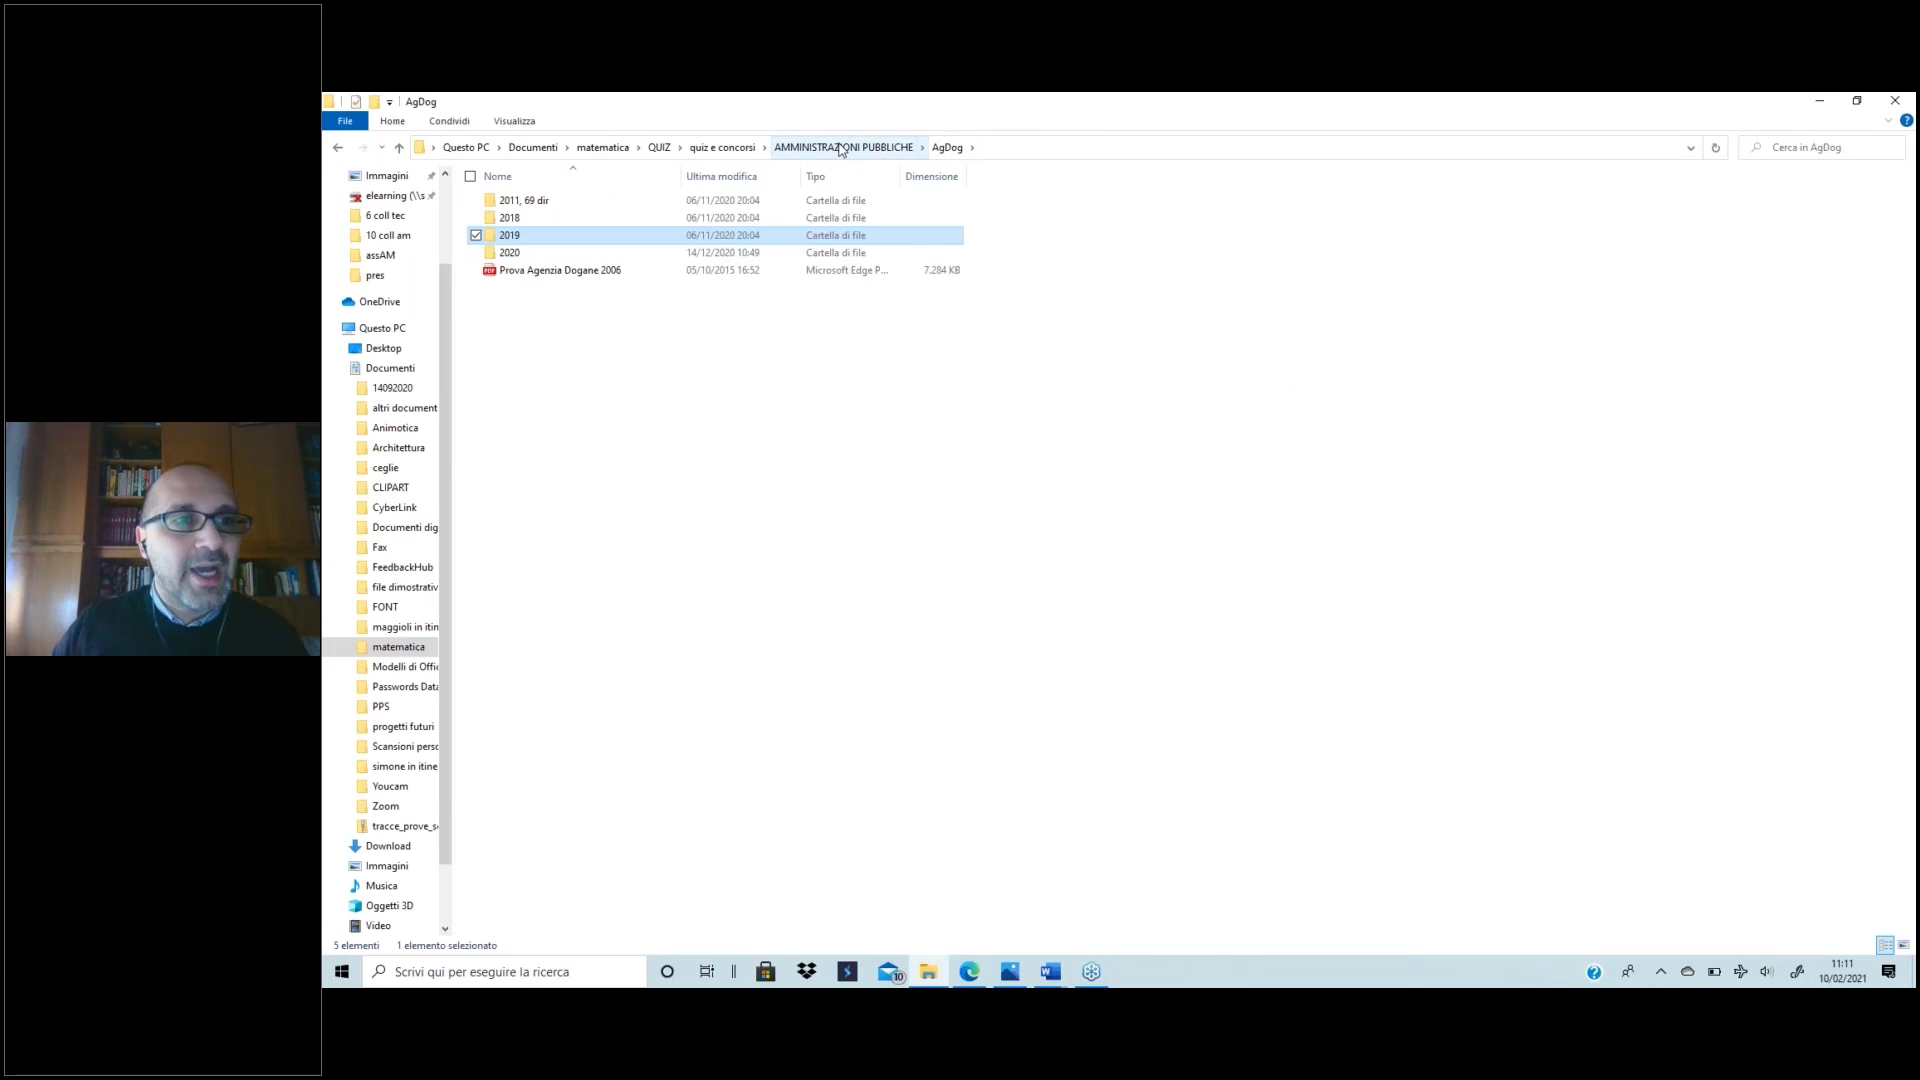 AgDog
File Home Condividi Visualizza
Questo PC Documenti matematica QUIZ quiz e concorsi AMMINISTRAZIONI PUBBLICHE AgDog
Cerca in AgDog
Nome Ultima modifica Tipo Dimensione
2011, 69 dir 06/11/2020 20:04 Cartella di file
2018 06/11/2020 20:04 Cartella di file
2019 06/11/2020 20:04 Cartella di file
2020 14/12/2020 10:49 Cartella di file
Prova Agenzia Dogane 2006 05/10/2015 16:52 Microsoft Edge P... 7.284 KB
Immagini
elearning (\\s
6 coll tec
10 coll am
assAM
pres
OneDrive
Questo PC
Desktop
Documenti
14092020
altri document
Animotica
Architettura
ceglie
CLIPART
CyberLink
Documenti dig
Fax
FeedbackHub
file dimostrativ
FONT
maggioli in itin
matematica
Modelli di Offic
Passwords Data
PPS
progetti futuri
Scansioni perso
simone in itine
Youcam
Zoom
tracce_prove_s
Download
Immagini
Musica
Oggetti 3D
Video
5 elementi 1 elemento selezionato
Scrivi qui per eseguire la ricerca
10
11:11
10/02/2021